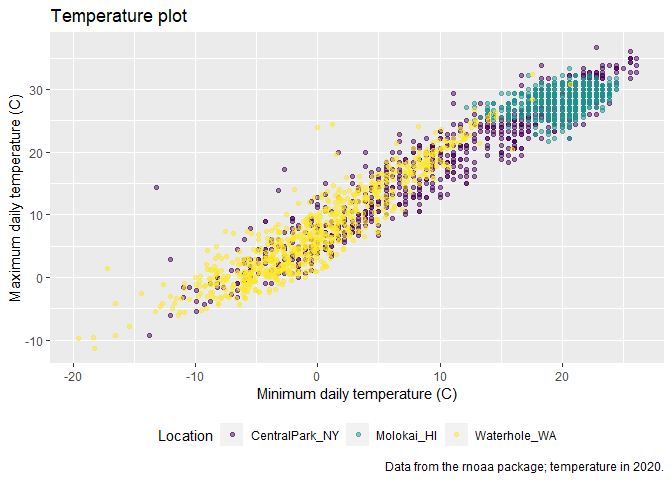 Temperature plot
Maximum daily temperature (C)
30
20
10
0
-10
-20
-10
0
10
20
Minimum daily temperature (C)
Location
CentralPark_NY
Molokai_HI
Waterhole_WA
Data from the rnoaa package; temperature in 2020.